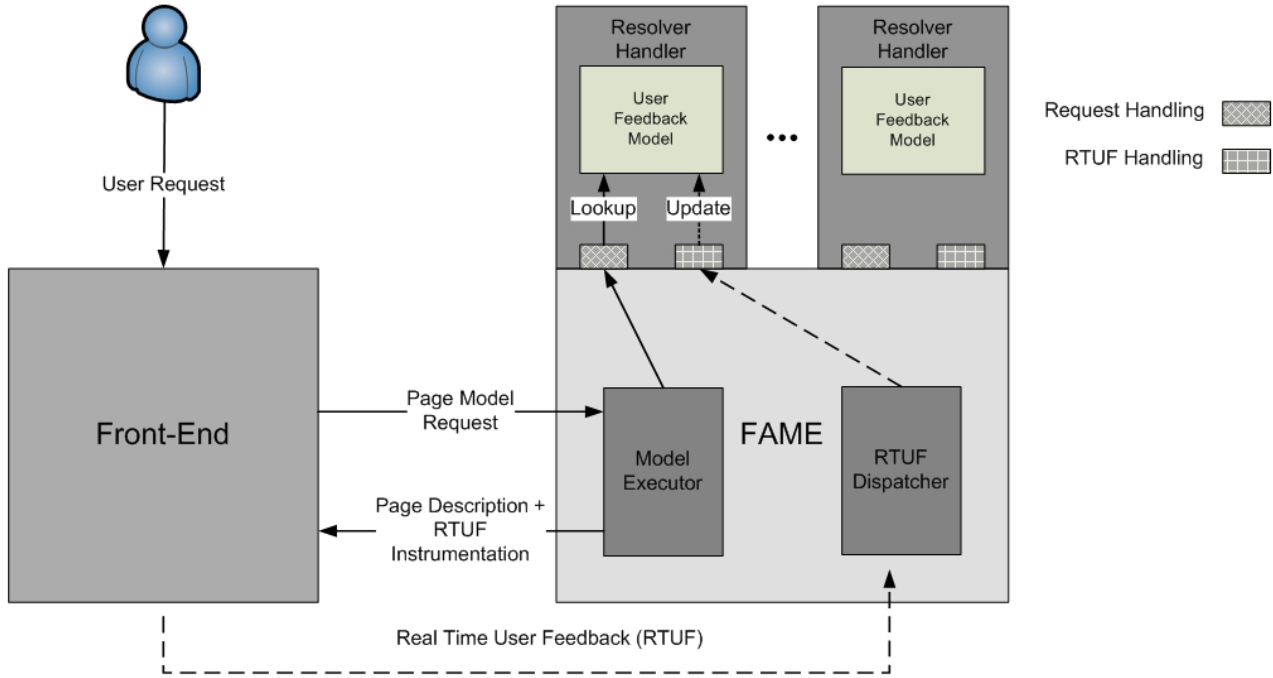 Resolver
Handler
User
Feedback
Model
Lookup
Update
...
Resolver
Handler
User
Feedback
Model
Request Handling
RTUF Handling
User Request
Front-End
Page Model
Request
Page Description +
RTUF
Instrumentation
Model
Executor
FAME
RTUF
Dispatcher
Real Time User Feedback (RTUF)